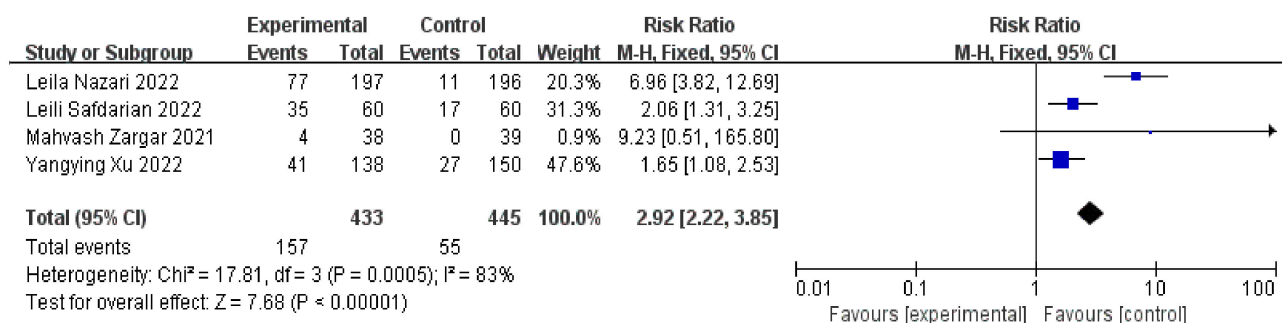 Experimental Control Risk Ratio Risk Ratio
Study or Subgroup Events Total Events Total Weight M-H, Fixed, 95% CI M-H, Fixed, 95% CI
Leila Nazari 2022 77 197 11 196 20.3% 6.96 [3.82, 12.69]
Leili Safdarian 2022 35 60 17 60 31.3% 2.06 [1.31, 3.25]
Mahvash Zargar 2021 4 38 0 39 0.9% 9.23 [0.51, 165.80]
Yangying Xu 2022 41 138 27 150 47.6% 1.65 [1.08, 2.53]
Total (95% CI) 433 445 100.0% 2.92 [2.22, 3.85]
Total events 157 55
Heterogeneity: Chi² = 17.81, df = 3 (P = 0.0005); I² = 83%
Test for overall effect: Z = 7.68 (P < 0.00001)
0.01 0.1 1 10 100
Favours [experimental] Favours [control]